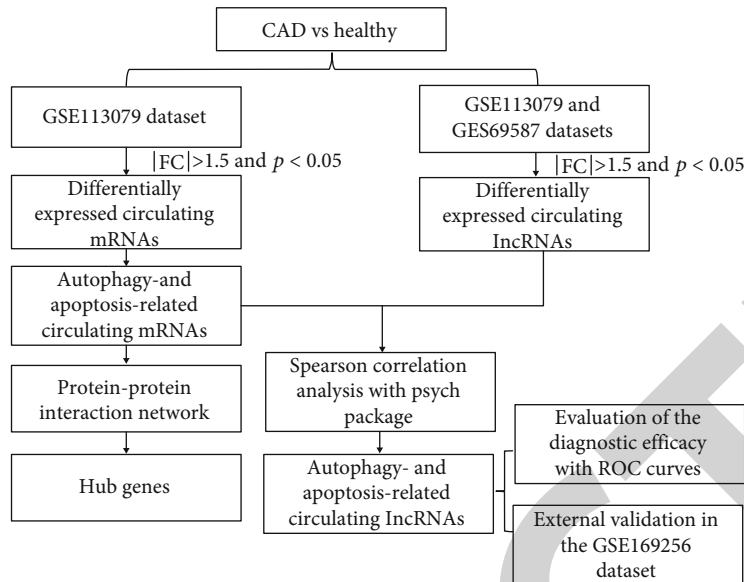 CAD vs healthy
GSE113079 dataset
GSE113079 and
GES69587 datasets
|FC|>1.5 and p < 0.05
|FC|>1.5 and p < 0.05
Differentially
expressed circulating
mRNAs
Differentially
expressed circulating
IncRNAs
Autophagy-and
apoptosis-related
circulating mRNAs
Protein-protein
interaction network
Hub genes
Spearson correlation
analysis with psych
package
Autophagy- and
apoptosis-related
circulating IncRNAs
Evaluation of the
diagnostic efficacy
with ROC curves
External validation in
the GSE169256
dataset